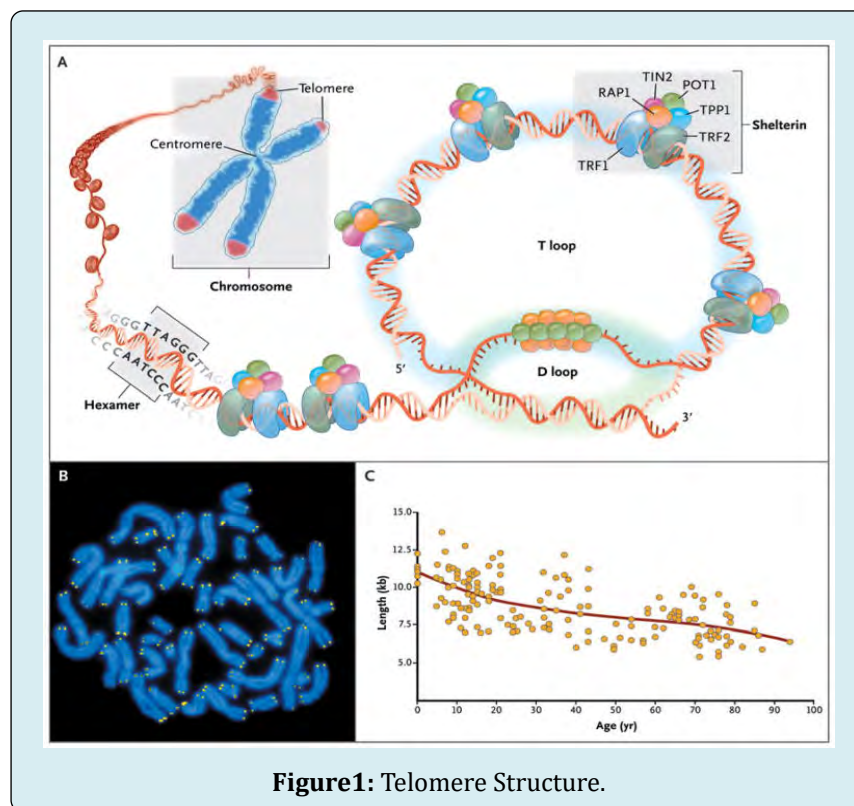 A
Telomere
Centromere
Chromosome
TIN2
POT1
RAP1
TPP1
Shelterin
TRF2
TRF1
T loop
GGGTTAGGGTTAG
CCCAATCCCAATC
Hexamer
5'
D loop
3'
B
C
15.0
12.5
10.0
7.5
5.0
Length (kb)
0 10 20 30 40 50 60 70 80 90 100
Age (yr)
Figure1: Telomere Structure.